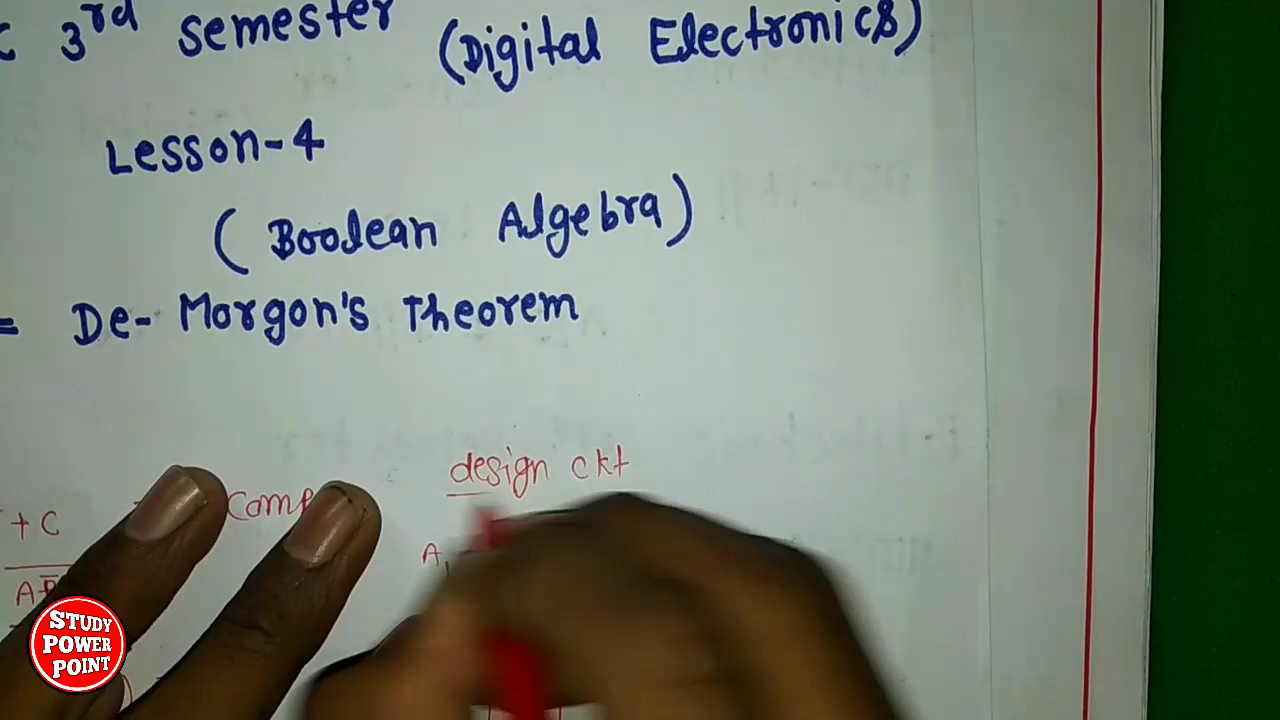 3rd semester (Digital Electronics)
Lesson-4
(Boolean Algebra)
= De-Morgon's Theorem
design ckt
+ C
A
STUDY
POWER
POINT